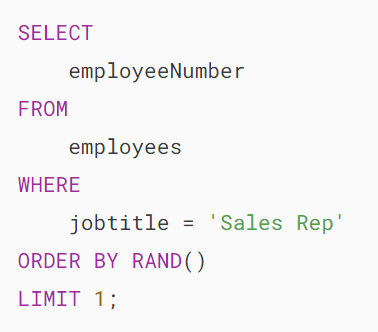 SELECT
    employeeNumber
FROM
    employees
WHERE
    jobtitle = 'Sales Rep'
ORDER BY RAND()
LIMIT 1;